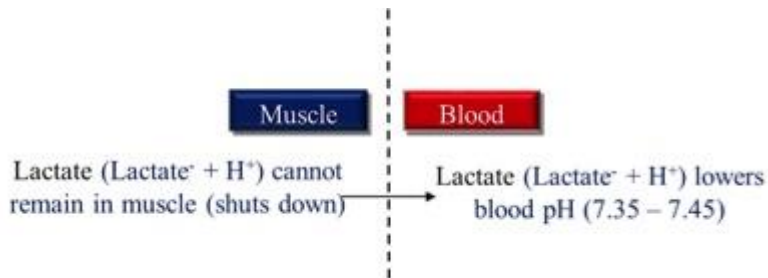 Muscle
Blood
Lactate (Lactate⁻ + H⁺) cannot
remain in muscle (shuts down)
Lactate (Lactate⁻ + H⁺) lowers
blood pH (7.35 – 7.45)